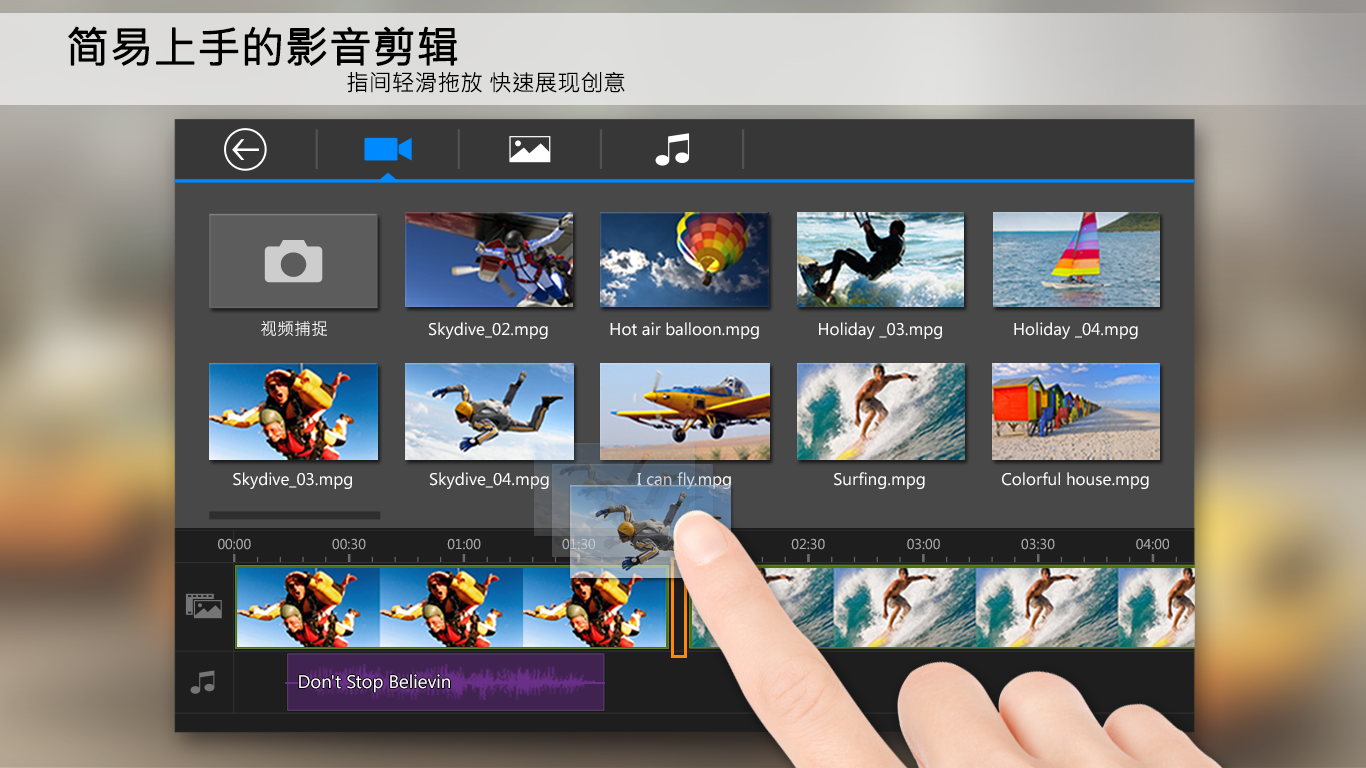 简易上手的影音剪辑
指间轻滑拖放 快速展现创意
视频捕捉
Skydive_02.mpg
Hot air balloon.mpg
Holiday _03.mpg
Holiday _04.mpg
Skydive_03.mpg
Skydive_04.mpg
I can fly.mpg
Surfing.mpg
Colorful house.mpg
00:00 00:30 01:00 01:30 02:30 03:00 03:30 04:00
Don't Stop Believin